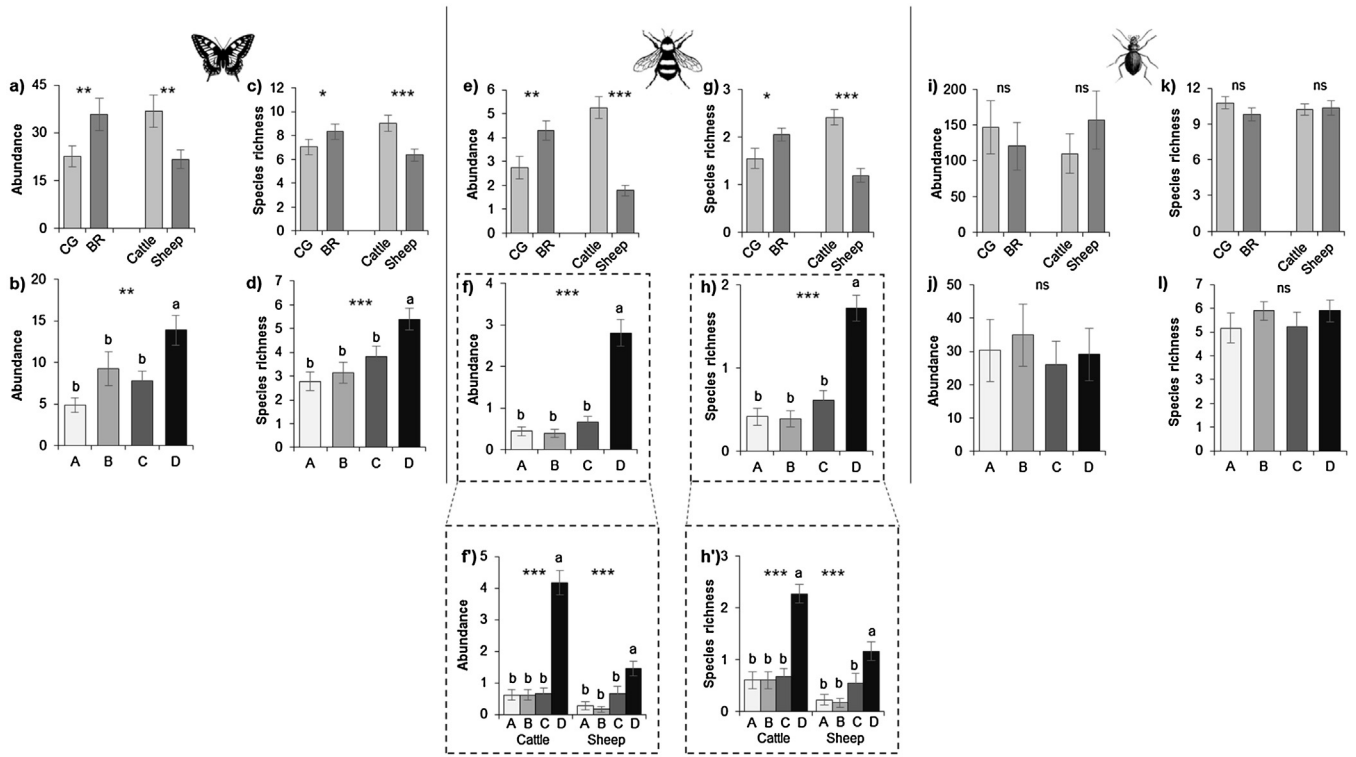 a)
45
30
15
0
Abundance
** **
CG BR Cattle Sheep
c)
12
10
8
6
4
2
0
Species richness
* ***
CG BR Cattle Sheep
e)
6
5
4
3
2
1
0
Abundance
** ***
CG BR Cattle Sheep
g)
3
2
1
0
Species richness
* ***
CG BR Cattle Sheep
i)
200
150
100
50
0
Abundance
ns ns
CG BR Cattle Sheep
k)
12
9
6
3
0
Species richness
ns ns
CG BR Cattle Sheep
b)
20
15
10
5
0
Abundance
**
b b b a
A B C D
d)
7
6
5
4
3
2
1
0
Species richness
***
b b b a
A B C D
f)
4
3
2
1
0
Abundance
***
b b b a
A B C D
h)
2
1
0
Species richness
***
b b b a
A B C D
j)
50
40
30
20
10
0
Abundance
ns
A B C D
l)
7
6
5
4
3
2
1
0
Species richness
ns
A B C D
f')
5
4
3
2
1
0
Abundance
*** ***
b b b a b b b a
A B C D A B C D
Cattle Sheep
h')
3
2
1
0
Species richness
*** ***
b b b a b b b a
A B C D A B C D
Cattle Sheep